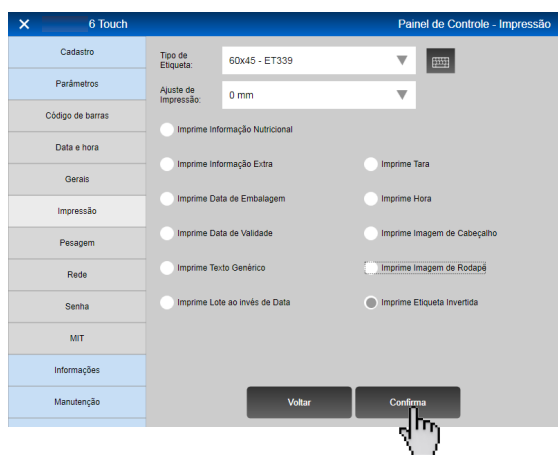 6 Touch
Painel de Controle - Impressão
Cadastro
Parâmetros
Código de barras
Data e hora
Gerais
Impressão
Pesagem
Rede
Senha
MIT
Informações
Manutenção
Tipo de
Etiqueta:
60x45 - ET339
Ajuste de
Impressão:
0 mm
Imprime Informação Nutricional
Imprime Informação Extra
Imprime Tara
Imprime Data de Embalagem
Imprime Hora
Imprime Data de Validade
Imprime Imagem de Cabeçalho
Imprime Texto Genérico
Imprime Imagem de Rodapé
Imprime Lote ao invés de Data
Imprime Etiqueta Invertida
Voltar
Confirma